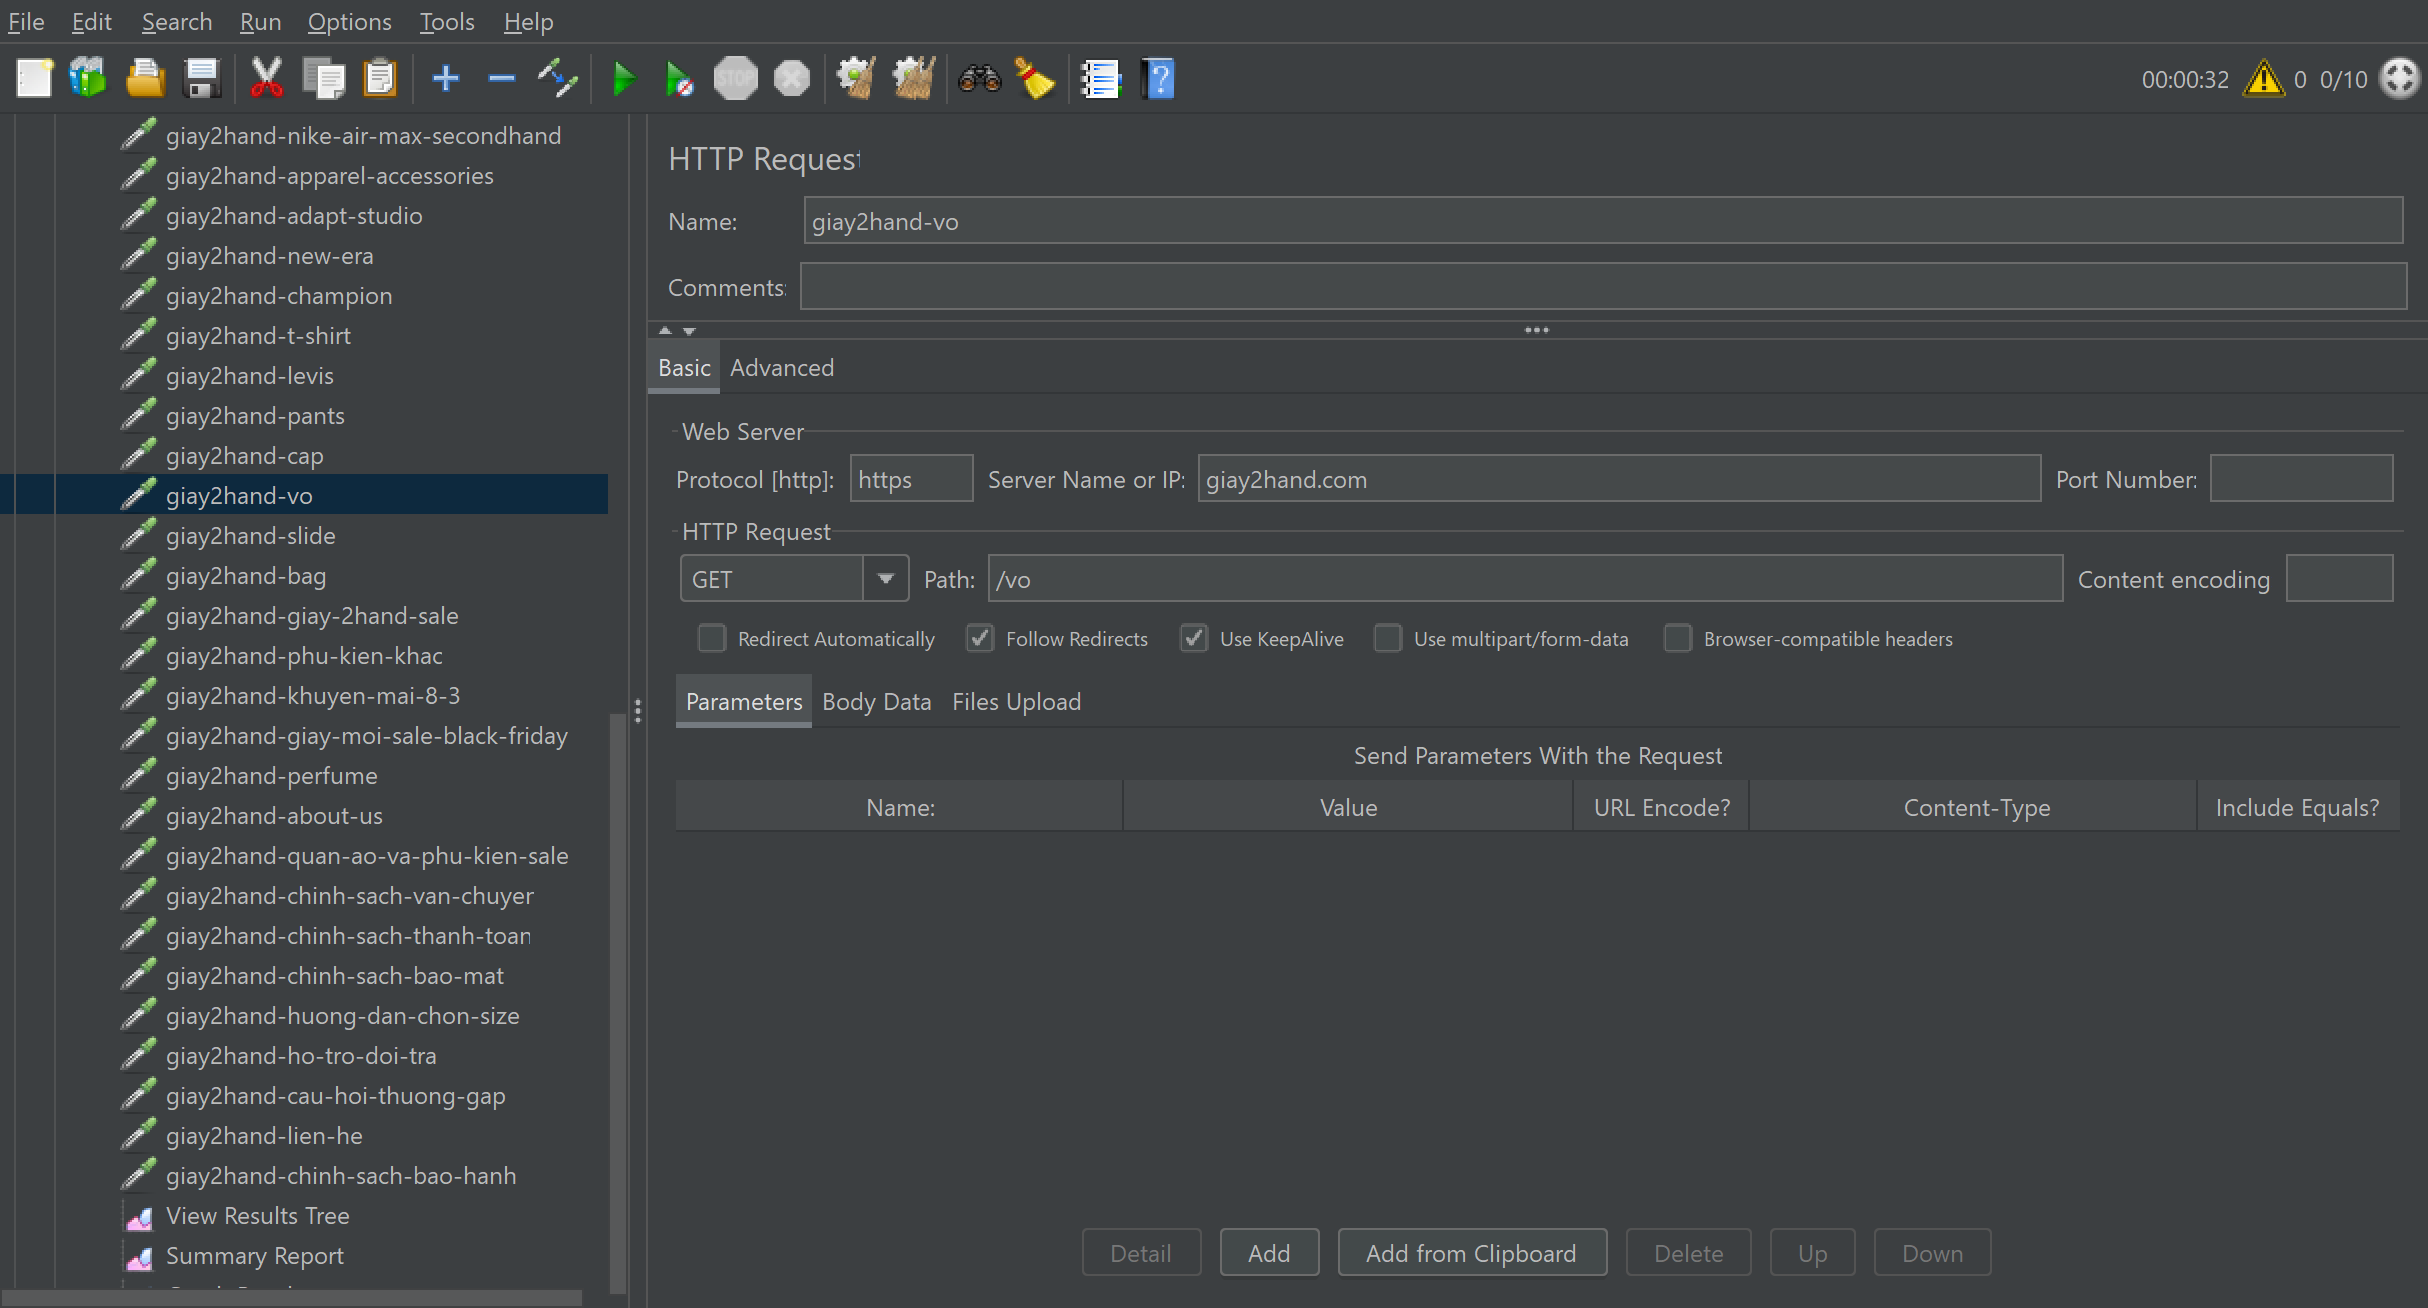 File Edit Search Run Options Tools Help
STOP
00:00:32 0 0/10
giay2hand-nike-air-max-secondhand
giay2hand-apparel-accessories
giay2hand-adapt-studio
giay2hand-new-era
giay2hand-champion
giay2hand-t-shirt
giay2hand-levis
giay2hand-pants
giay2hand-cap
giay2hand-vo
giay2hand-slide
giay2hand-bag
giay2hand-giay-2hand-sale
giay2hand-phu-kien-khac
giay2hand-khuyen-mai-8-3
giay2hand-giay-moi-sale-black-friday
giay2hand-perfume
giay2hand-about-us
giay2hand-quan-ao-va-phu-kien-sale
giay2hand-chinh-sach-van-chuyer
giay2hand-chinh-sach-thanh-toan
giay2hand-chinh-sach-bao-mat
giay2hand-huong-dan-chon-size
giay2hand-ho-tro-doi-tra
giay2hand-cau-hoi-thuong-gap
giay2hand-lien-he
giay2hand-chinh-sach-bao-hanh
View Results Tree
Summary Report
HTTP Request
Name: giay2hand-vo
Comments:
Basic Advanced
Web Server
Protocol [http]: https Server Name or IP: giay2hand.com Port Number:
HTTP Request
GET Path: /vo Content encoding
Redirect Automatically Follow Redirects Use KeepAlive Use multipart/form-data Browser-compatible headers
Parameters Body Data Files Upload
Send Parameters With the Request
Name: Value URL Encode? Content-Type Include Equals?
Detail Add Add from Clipboard Delete Up Down